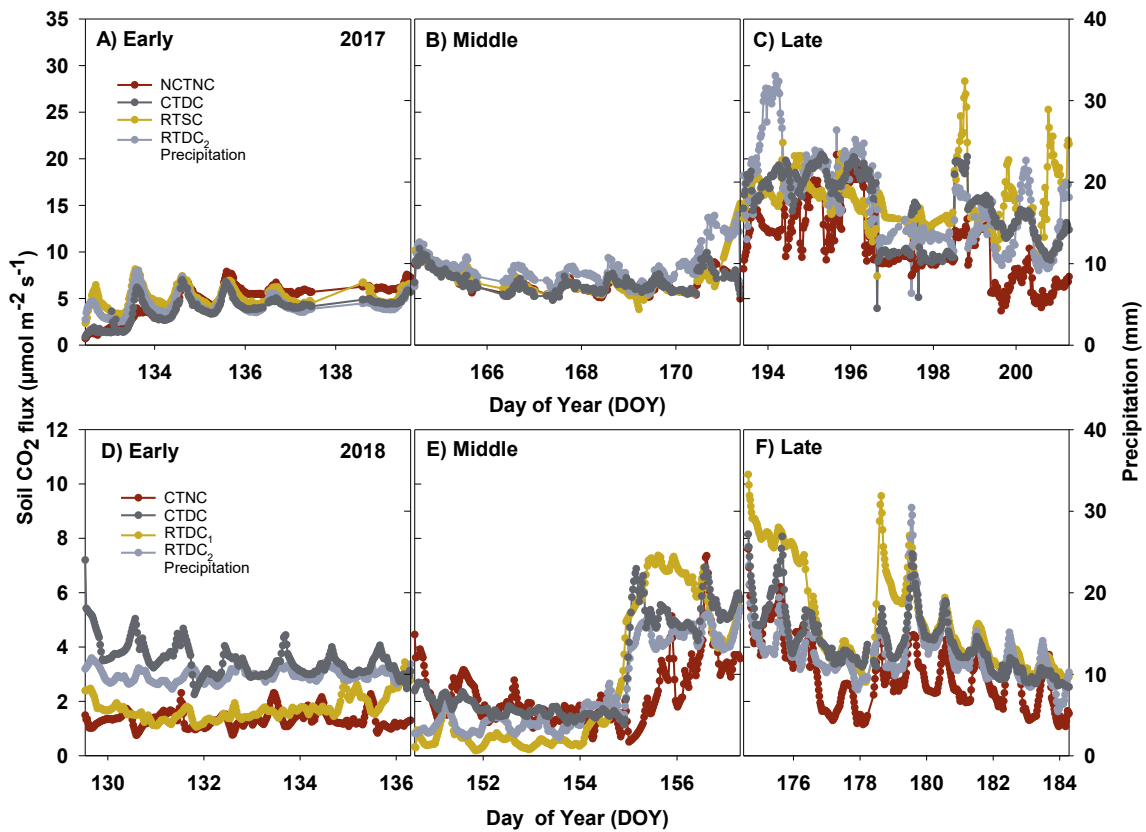 A) Early 2017
B) Middle
C) Late
NCTNC
CTDC
RTSC
RTDC2
Precipitation
35
30
25
20
15
10
5
0
40
30
20
10
0
134 136 138 166 168 170 194 196 198 200
Day of Year (DOY)
Soil CO2 flux (µmol m−2 s−1)
Precipitation (mm)
D) Early 2018
E) Middle
F) Late
CTNC
CTDC
RTDC1
RTDC2
Precipitation
12
10
8
6
4
2
0
40
30
20
10
0
130 132 134 136 152 154 156 176 178 180 182 184
Day of Year (DOY)